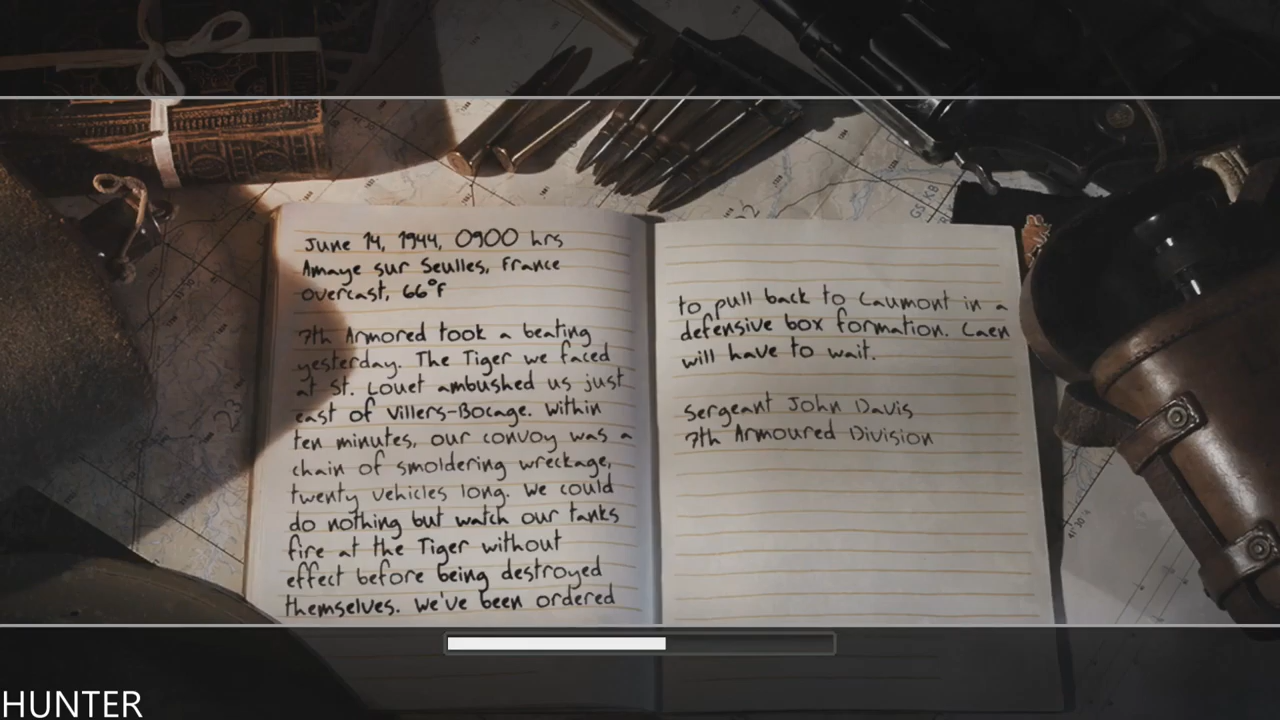 June 14, 1944, 0900 hrs
Amaye sur Seulles, France
Overcast, 66°F
7th Armored took a beating
yesterday. The Tiger we faced
at St. Louet ambushed us just
east of Villers-Bocage. Within
ten minutes, our convoy was a
chain of smoldering wreckage,
twenty vehicles long. We could
do nothing but watch our tanks
fire at the Tiger without
effect before being destroyed
themselves. We've been ordered
to pull back to Caumont in a
defensive box formation. Caen
will have to wait.
Sergeant John Davis
7th Armoured Division
GSKB
HUNTER